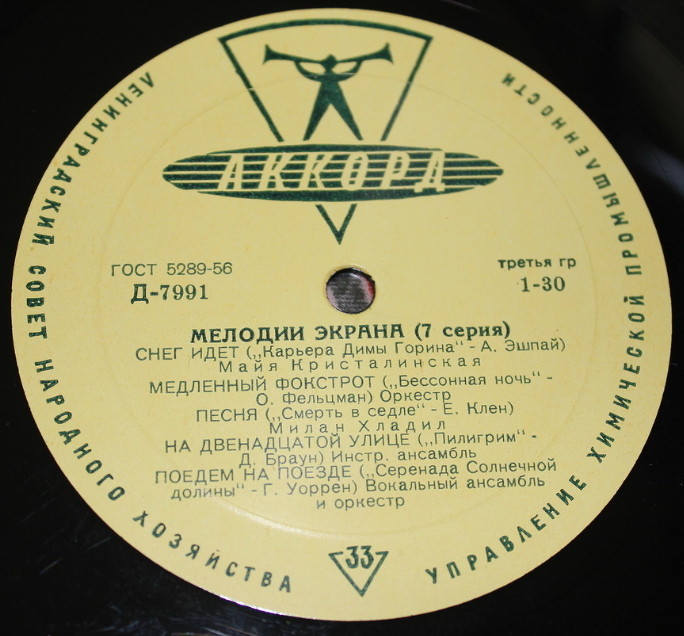 АККОРД
ЛЕНИНГРАДСКИЙ СОВЕТ НАРОДНОГО ХОЗЯЙСТВА
УПРАВЛЕНИЕ ХИМИЧЕСКОЙ ПРОМЫШЛЕННОСТИ
ГОСТ 5289-56
Д-7991
третья гр
1-30
МЕЛОДИИ ЭКРАНА (7 серия)
СНЕГ ИДЕТ („Карьера Димы Горина“ - А. Эшпай)
Майя Кристалинская
МЕДЛЕННЫЙ ФОКСТРОТ („Бессонная ночь“ -
О. Фельцман) Оркестр
ПЕСНЯ („Смерть в седле“ - Е. Клен)
Милан Хладил
НА ДВЕНАДЦАТОЙ УЛИЦЕ („Пилигрим“ -
Д. Браун) Инстр. ансамбль
ПОЕДЕМ НА ПОЕЗДЕ („Серенада Солнечной
долины“ - Г. Уоррен) Вокальный ансамбль
и оркестр
33